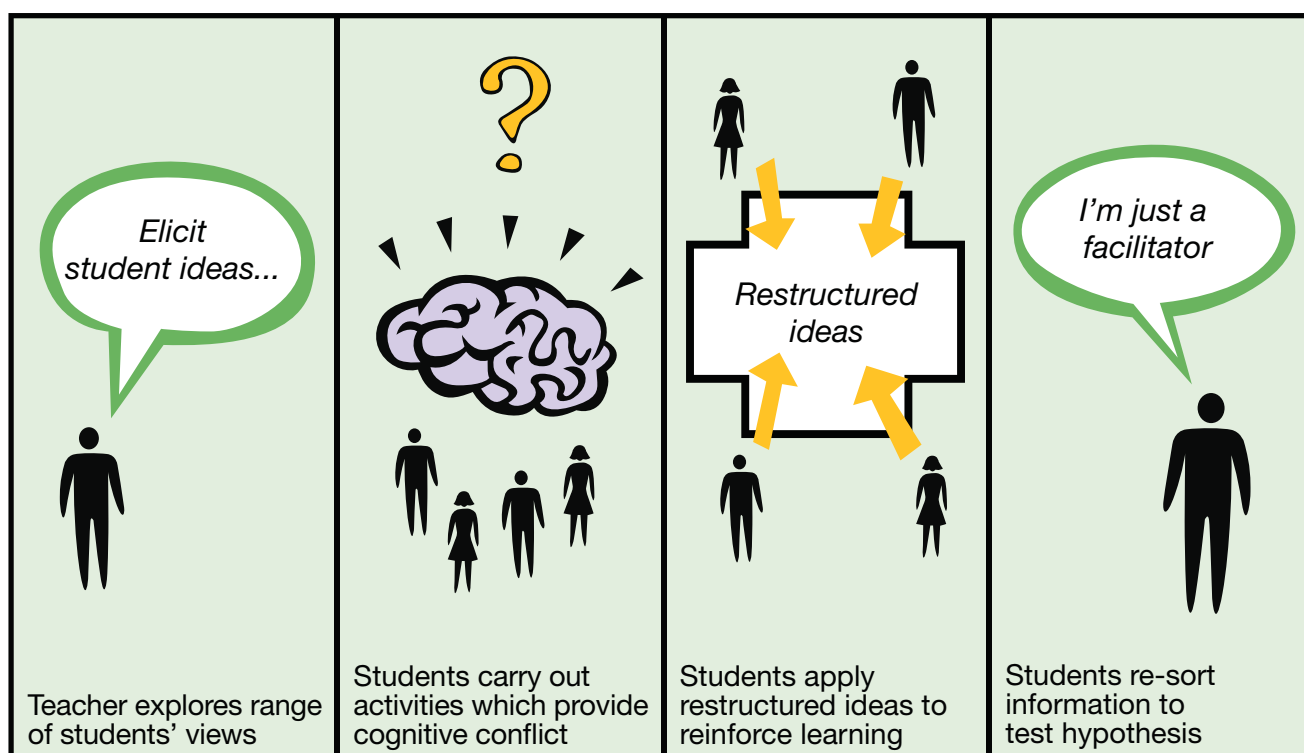 Elicit
student ideas...
Teacher explores range
of students’ views
?
Students carry out
activities which provide
cognitive conflict
Restructured
ideas
Students apply
restructured ideas to
reinforce learning
I’m just a
facilitator
Students re-sort
information to
test hypothesis